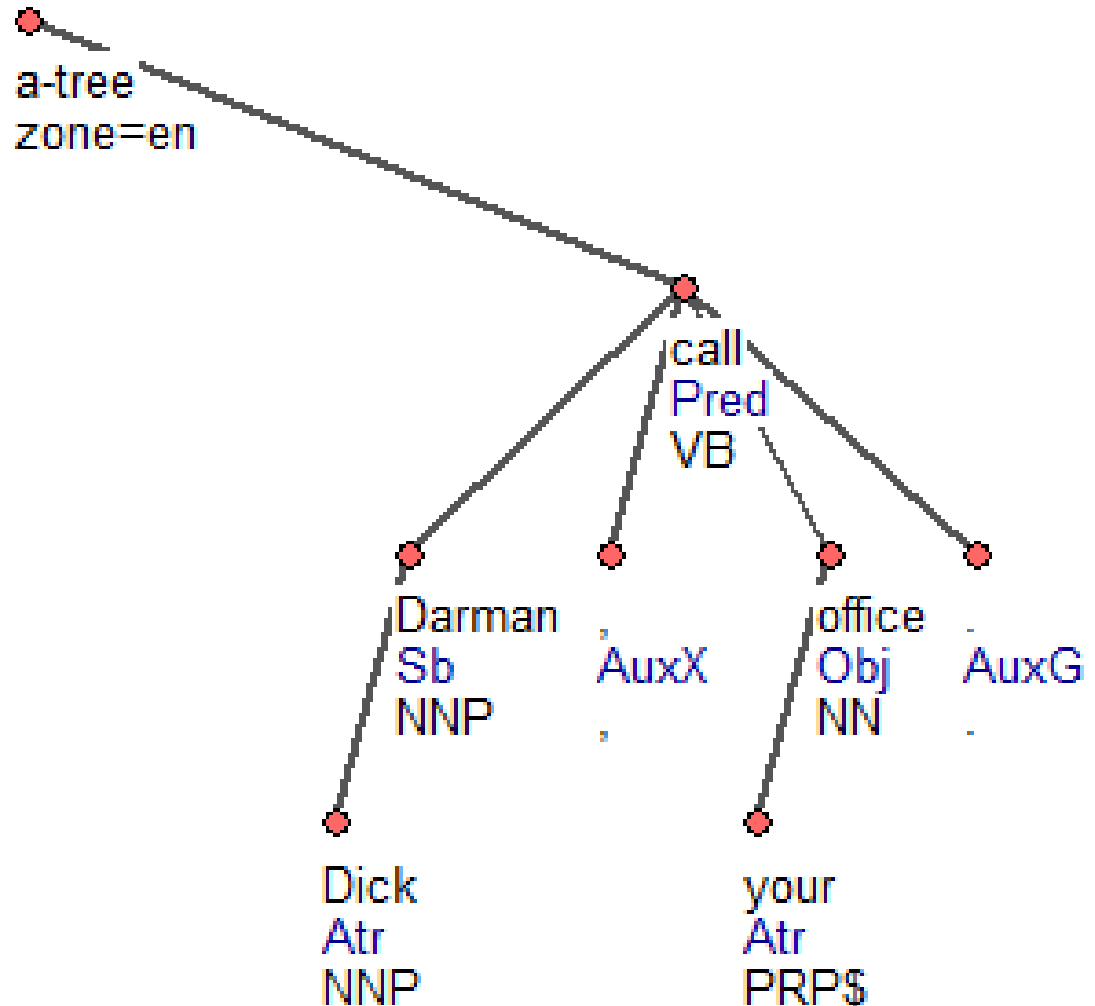 a-tree
zone=en
call
Pred
VB
Darman , office .
Sb AuxX Obj AuxG
NNP , NN .
Dick your
Atr Atr
NNP PRP$